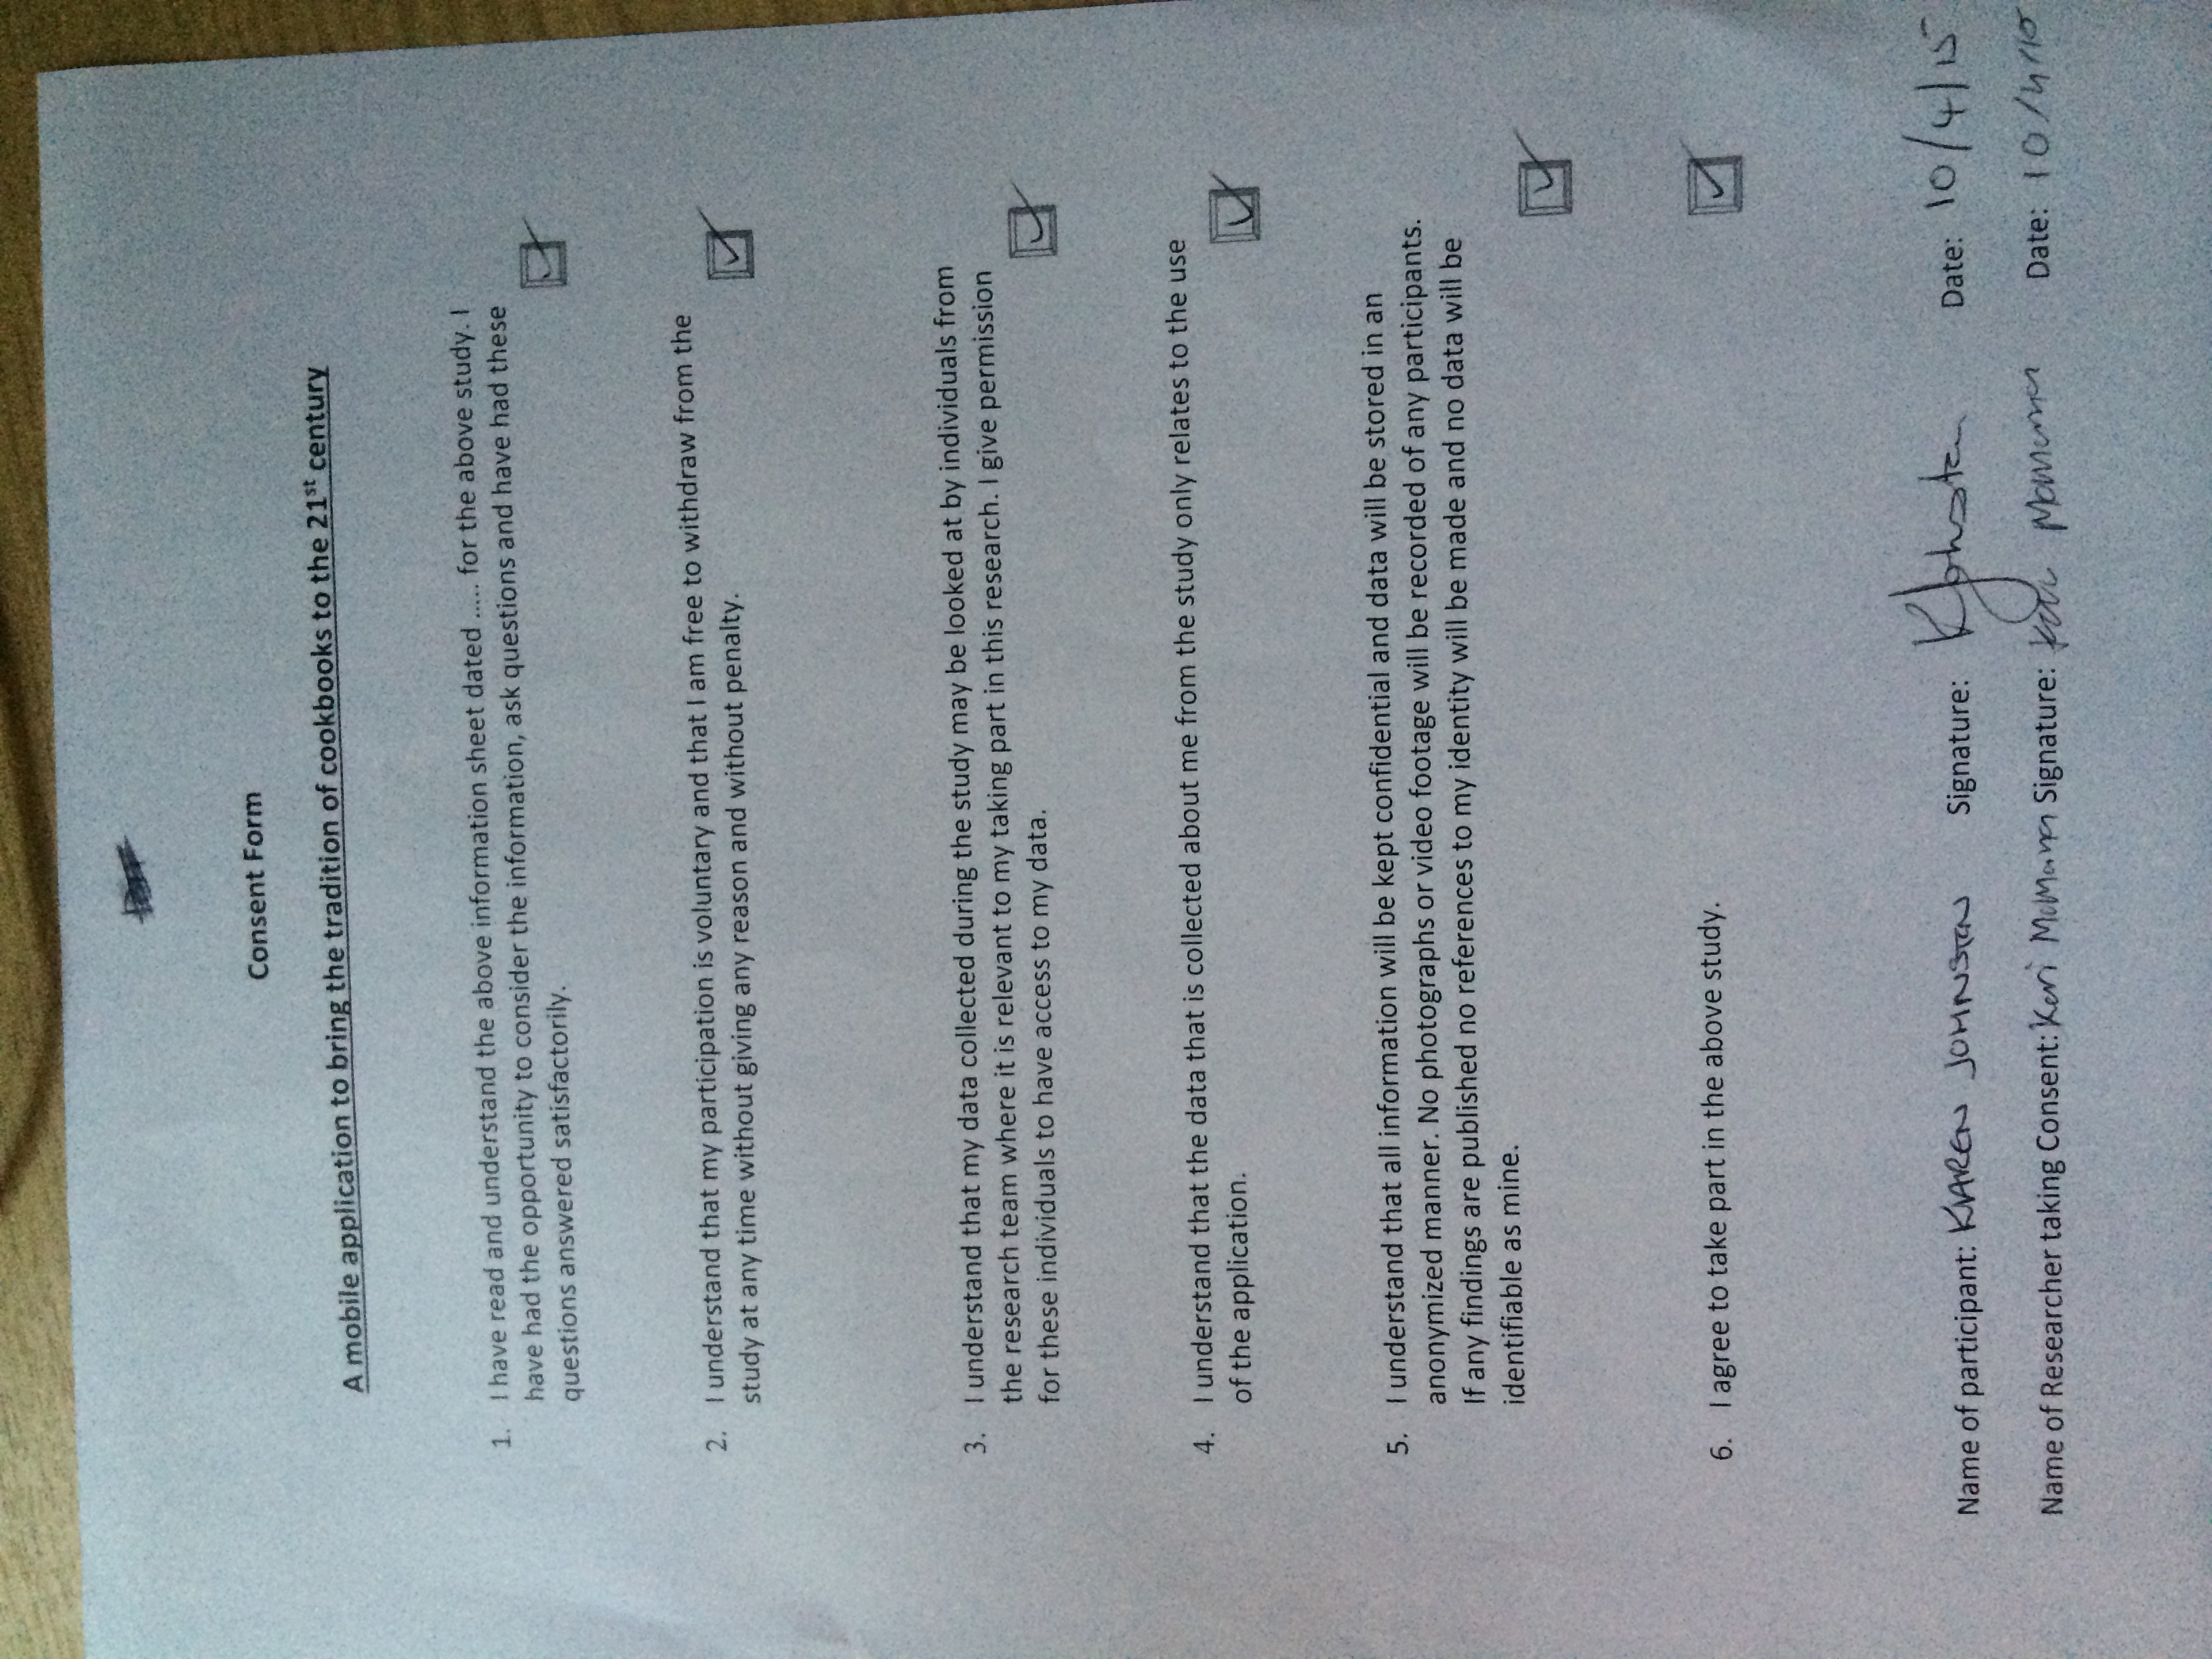 Consent Form
A mobile application to bring the tradition of cookbooks to the 21st century
1. I have read and understand the above information sheet dated ..... for the above study. I
have had the opportunity to consider the information, ask questions and have had these
questions answered satisfactorily.
2. I understand that my participation is voluntary and that I am free to withdraw from the
study at any time without giving any reason and without penalty.
3. I understand that my data collected during the study may be looked at by individuals from
the research team where it is relevant to my taking part in this research. I give permission
for these individuals to have access to my data.
4. I understand that the data that is collected about me from the study only relates to the use
of the application.
5. I understand that all information will be kept confidential and data will be stored in an
anonymized manner. No photographs or video footage will be recorded of any participants.
If any findings are published no references to my identity will be made and no data will be
identifiable as mine.
6. I agree to take part in the above study.
Name of participant: KAREN JOHNSTON Signature: KJohnston Date: 10/4/15
Name of Researcher taking Consent: Keri Signature: Date: 10/4/15